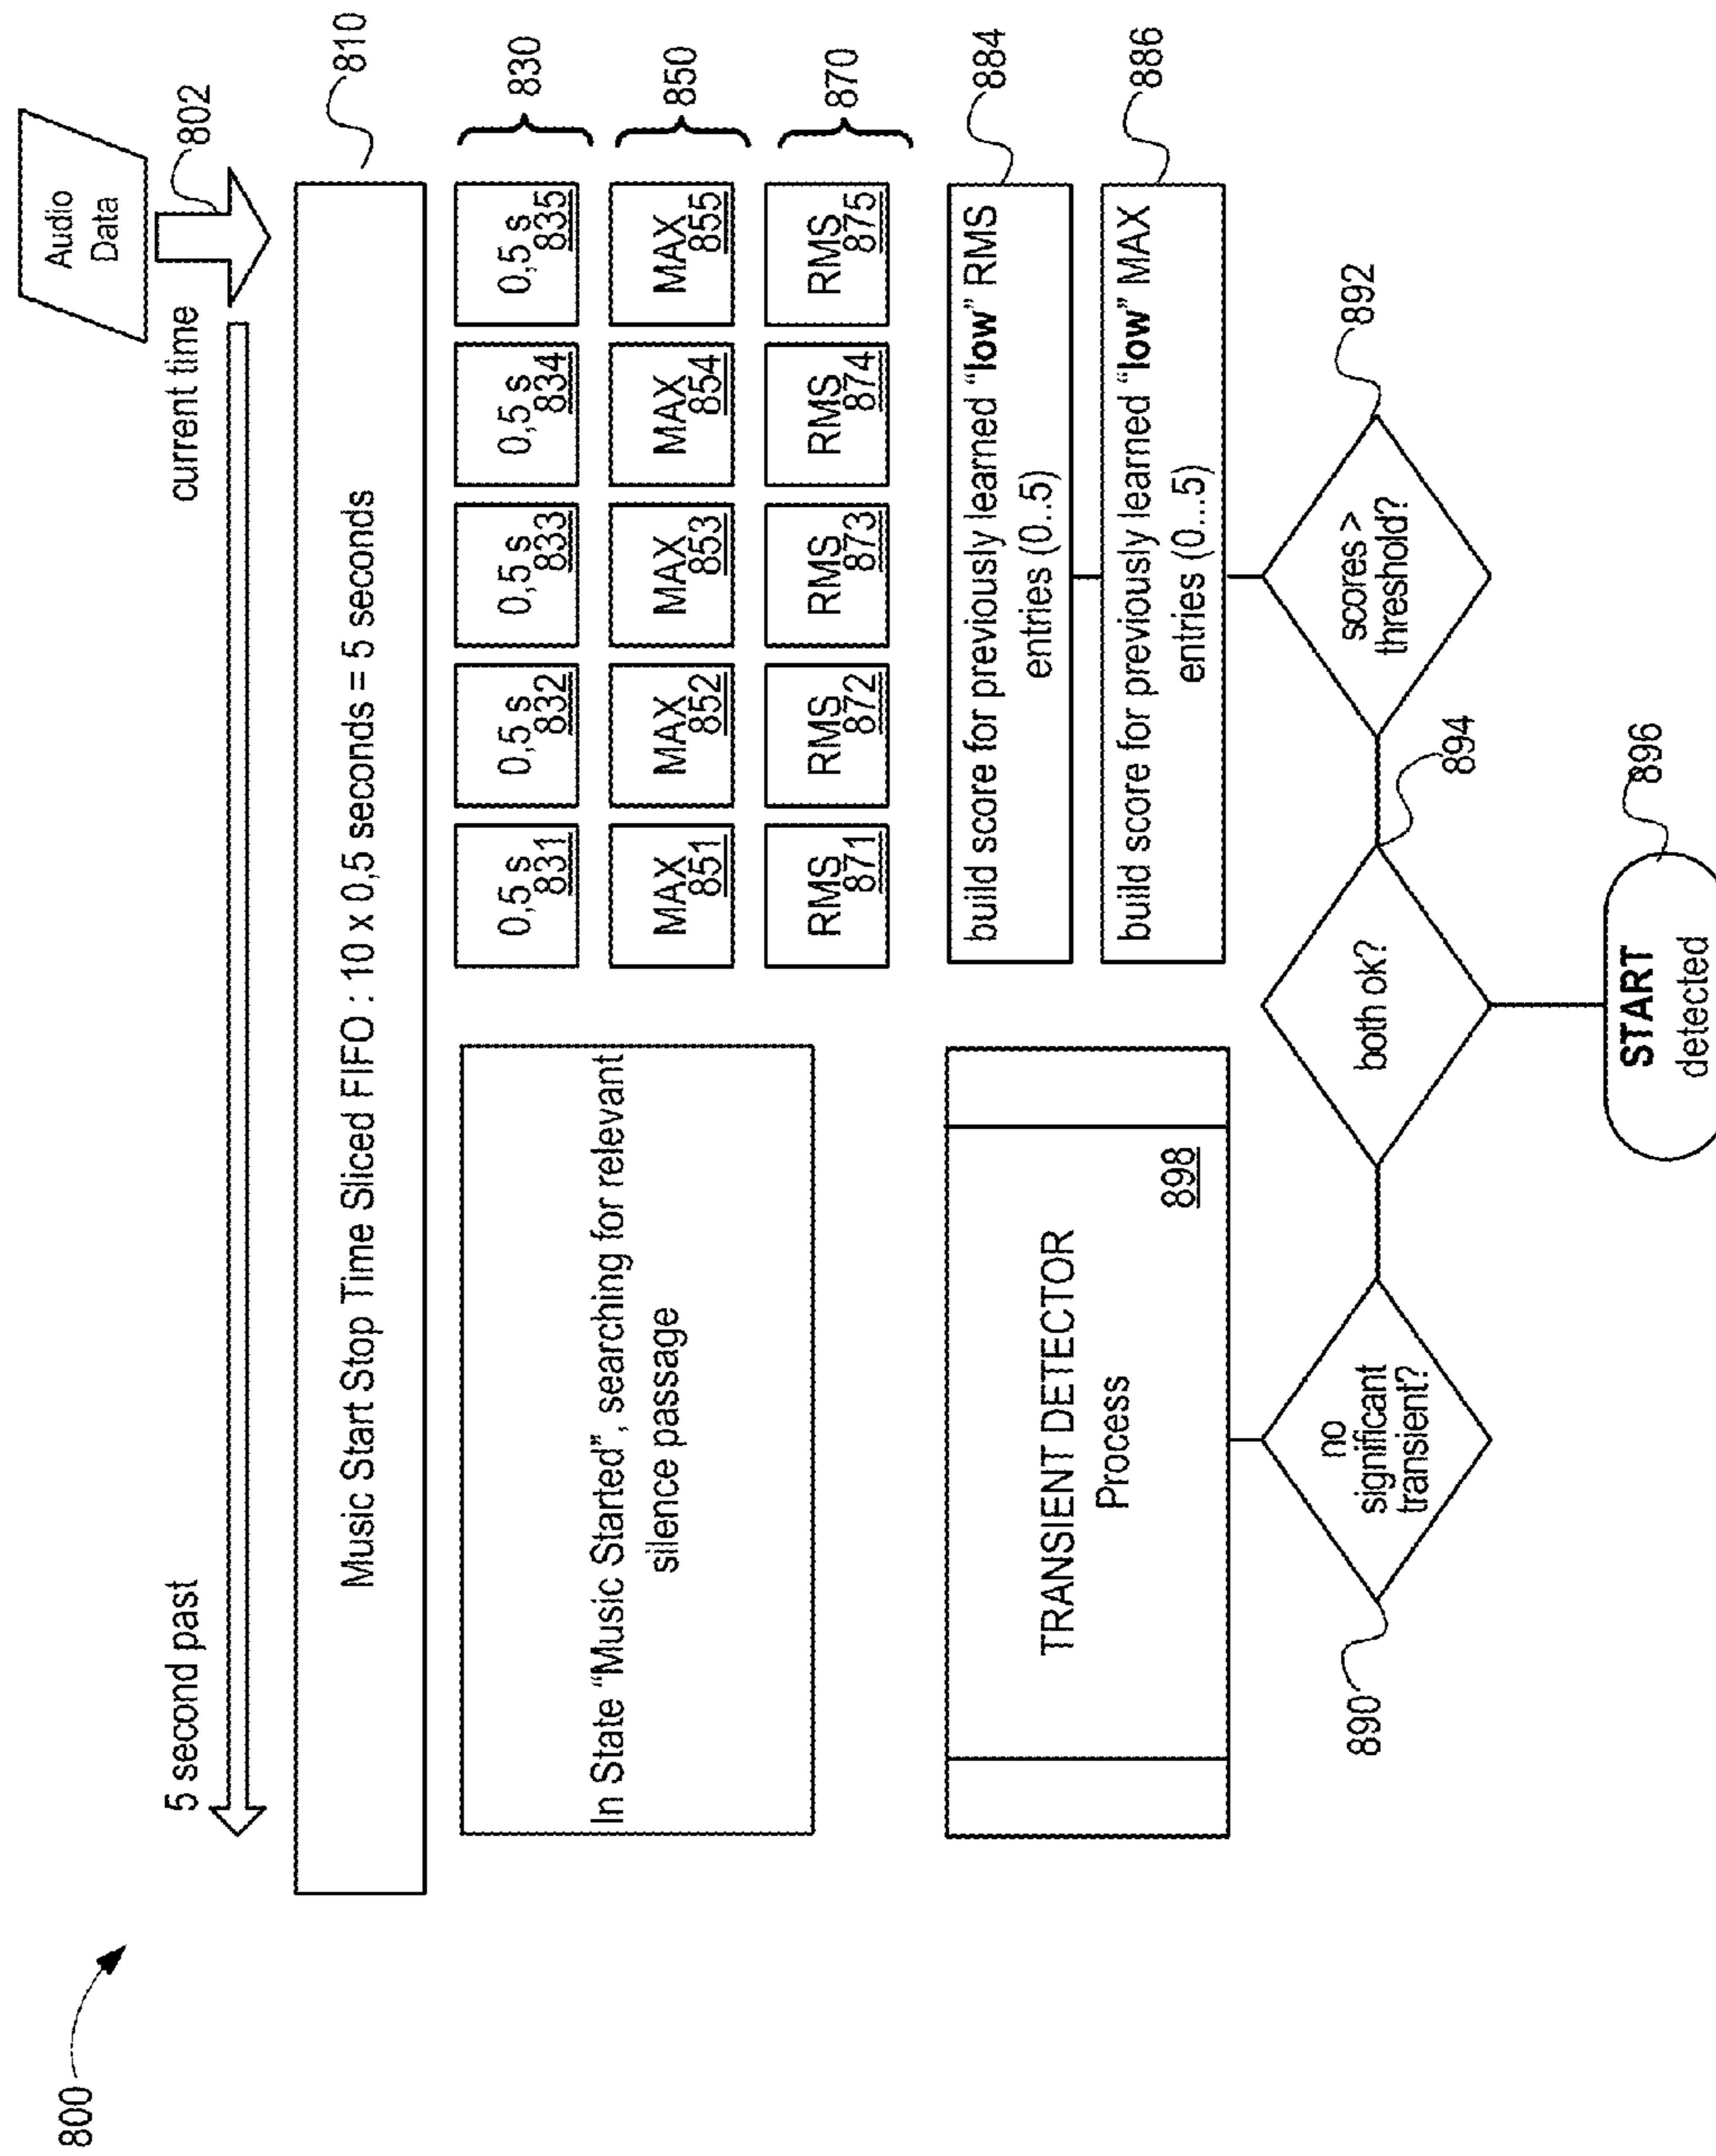 800
Audio
Data
802
5 second past
current time
Music Start Stop Time Sliced FIFO : 10 x 0,5 seconds = 5 seconds
810
In State “Music Started”, searching for relevant
silence passage
0,5 s
831
0,5 s
832
0,5 s
833
0,5 s
834
0,5 s
835
830
MAX
851
MAX
852
MAX
853
MAX
854
MAX
855
850
RMS
871
RMS
872
RMS
873
RMS
874
RMS
875
870
TRANSIENT DETECTOR
Process
898
build score for previously learned “low” RMS
entries (0..5)
884
build score for previously learned “low” MAX
entries (0...5)
886
890
no
significant
transient?
both ok?
894
scores >
threshold?
892
START
detected
896